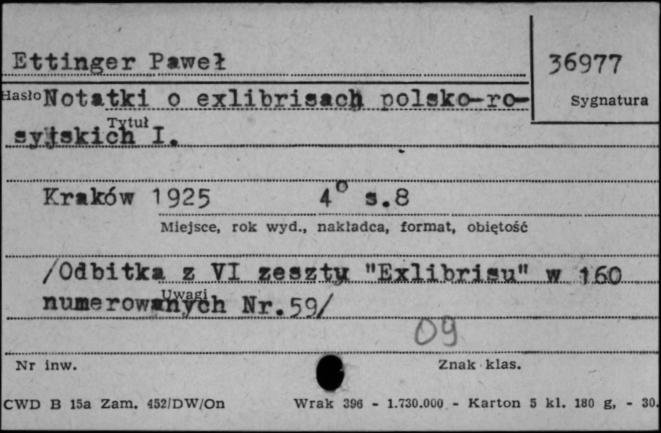 Ettinger Paweł
36977
Hasło Notatki o exlibrisach polsko-ro-
Sygnatura
Tytuł
syjskich I.
Kraków 1925 4° s.8
Miejsce, rok wyd., nakładca, format, obiętość
/Odbitka z VI zeszytu "Exlibrisu" w 160
Uwagi
numerowanych Nr.59/
09
Nr inw.
Znak klas.
CWD B 15a Zam. 452/DW/On Wrak 396 - 1.730.000 - Karton 5 kl. 180 g, - 30.